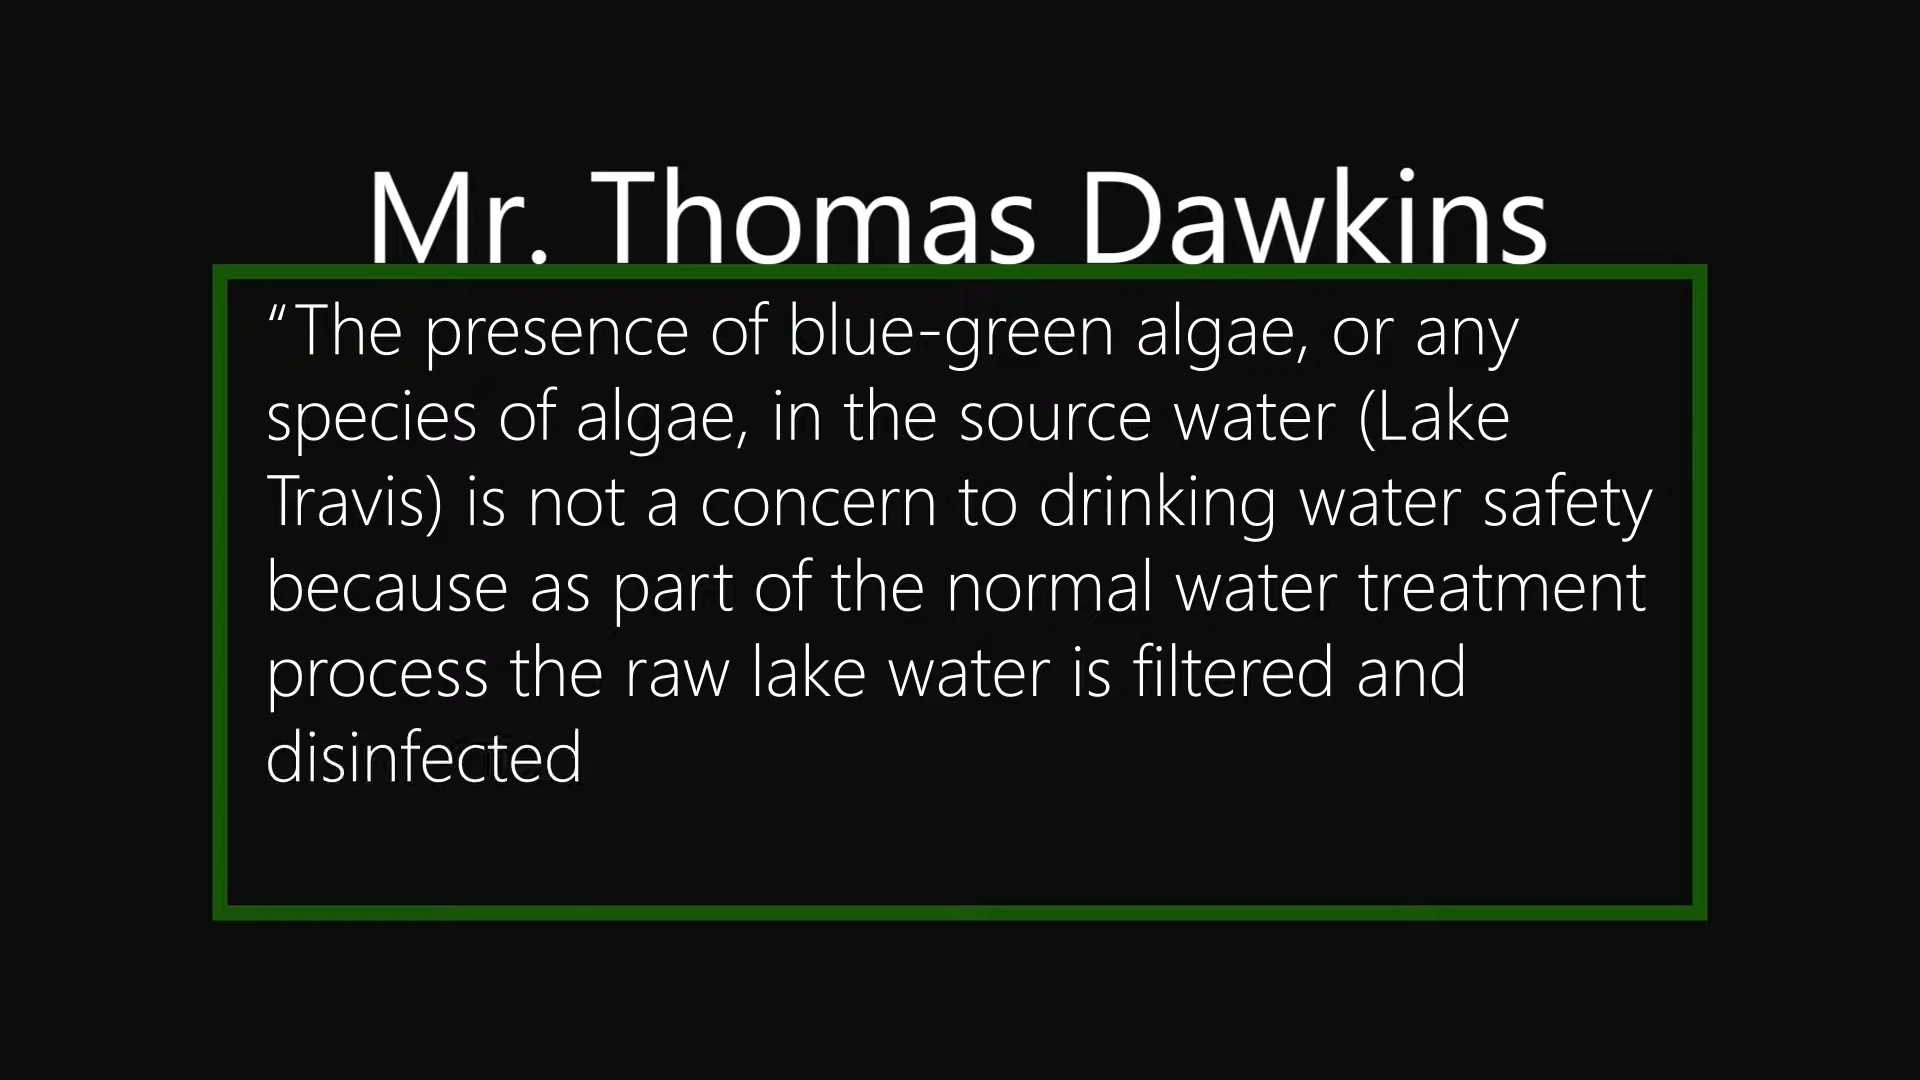 Mr. Thomas Dawkins
“The presence of blue-green algae, or any
species of algae, in the source water (Lake
Travis) is not a concern to drinking water safety
because as part of the normal water treatment
process the raw lake water is filtered and
disinfected